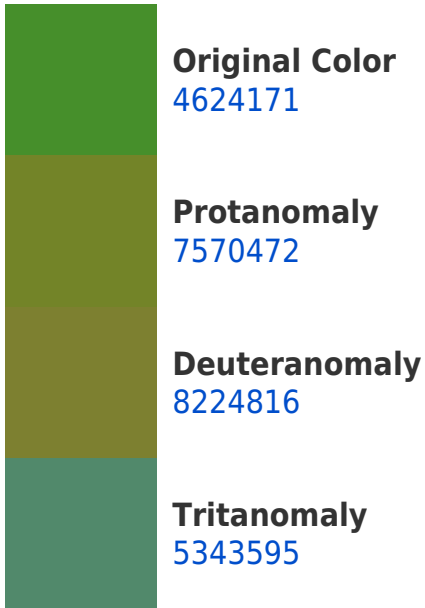 Original Color
4624171
Protanomaly
7570472
Deuteranomaly
8224816
Tritanomaly
5343595